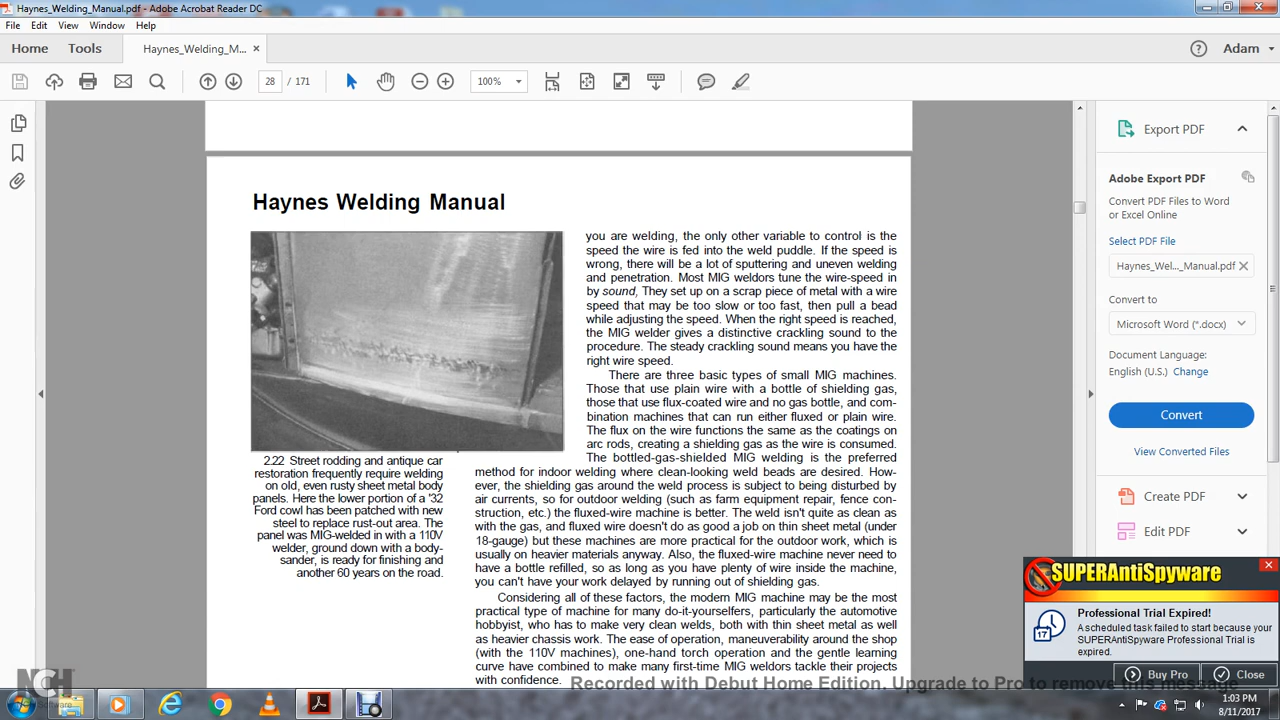 Haynes_Welding_Manual.pdf - Adobe Acrobat Reader DC
File Edit View Window Help
Home Tools Haynes_Welding_M... × Adam
28 / 171 100%
Haynes Welding Manual
you are welding, the only other variable to control is the
speed the wire is fed into the weld puddle. If the speed is
wrong, there will be a lot of sputtering and uneven welding
and penetration. Most MIG weldors tune the wire-speed in
by sound, They set up on a scrap piece of metal with a wire
speed that may be too slow or too fast, then pull a bead
while adjusting the speed. When the right speed is reached,
the MIG welder gives a distinctive crackling sound to the
procedure. The steady crackling sound means you have the
right wire speed.
There are three basic types of small MIG machines.
Those that use plain wire with a bottle of shielding gas,
those that use flux-coated wire and no gas bottle, and com-
bination machines that can run either fluxed or plain wire.
The flux on the wire functions the same as the coatings on
arc rods, creating a shielding gas as the wire is consumed.
The bottled-gas-shielded MIG welding is the preferred
method for indoor welding where clean-looking weld beads are desired. How-
ever, the shielding gas around the weld process is subject to being disturbed by
air currents, so for outdoor welding (such as farm equipment repair, fence con-
struction, etc.) the fluxed-wire machine is better. The weld isn't quite as clean as
with the gas, and fluxed wire doesn't do as good a job on thin sheet metal (under
18-gauge) but these machines are more practical for the outdoor work, which is
usually on heavier materials anyway. Also, the fluxed-wire machine never need to
have a bottle refilled, so as long as you have plenty of wire inside the machine,
you can't have your work delayed by running out of shielding gas.
Considering all of these factors, the modern MIG machine may be the most
practical type of machine for many do-it-yourselfers, particularly the automotive
hobbyist, who has to make very clean welds, both with thin sheet metal as well
as heavier chassis work. The ease of operation, maneuverability around the shop
(with the 110V machines), one-hand torch operation and the gentle learning
curve have combined to make many first-time MIG weldors tackle their projects
with confidence.
2.22 Street rodding and antique car
restoration frequently require welding
on old, even rusty sheet metal body
panels. Here the lower portion of a '32
Ford cowl has been patched with new
steel to replace rust-out area. The
panel was MIG-welded in with a 110V
welder, ground down with a body-
sander, is ready for finishing and
another 60 years on the road.
Export PDF
Adobe Export PDF
Convert PDF Files to Word
or Excel Online
Select PDF File
Haynes_Wel..._Manual.pdf ×
Convert to
Microsoft Word (*.docx)
Document Language:
English (U.S.) Change
Convert
View Converted Files
Create PDF
Edit PDF
SUPERAntiSpyware
Professional Trial Expired!
A scheduled task failed to start because your
SUPERAntiSpyware Professional Trial is
expired.
17
Buy Pro Close
NCH
Software
Recorded with Debut Home Edition. Upgrade to Pro to remove this message
1:03 PM
8/11/2017